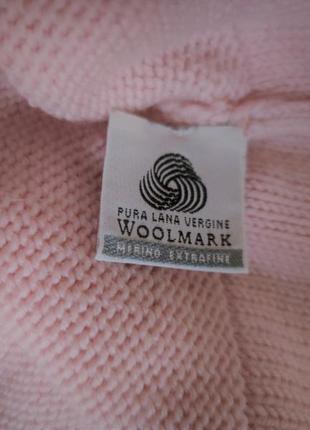 PURA LANA VERGINE
WOOLMARK
MERINO EXTRAFINE